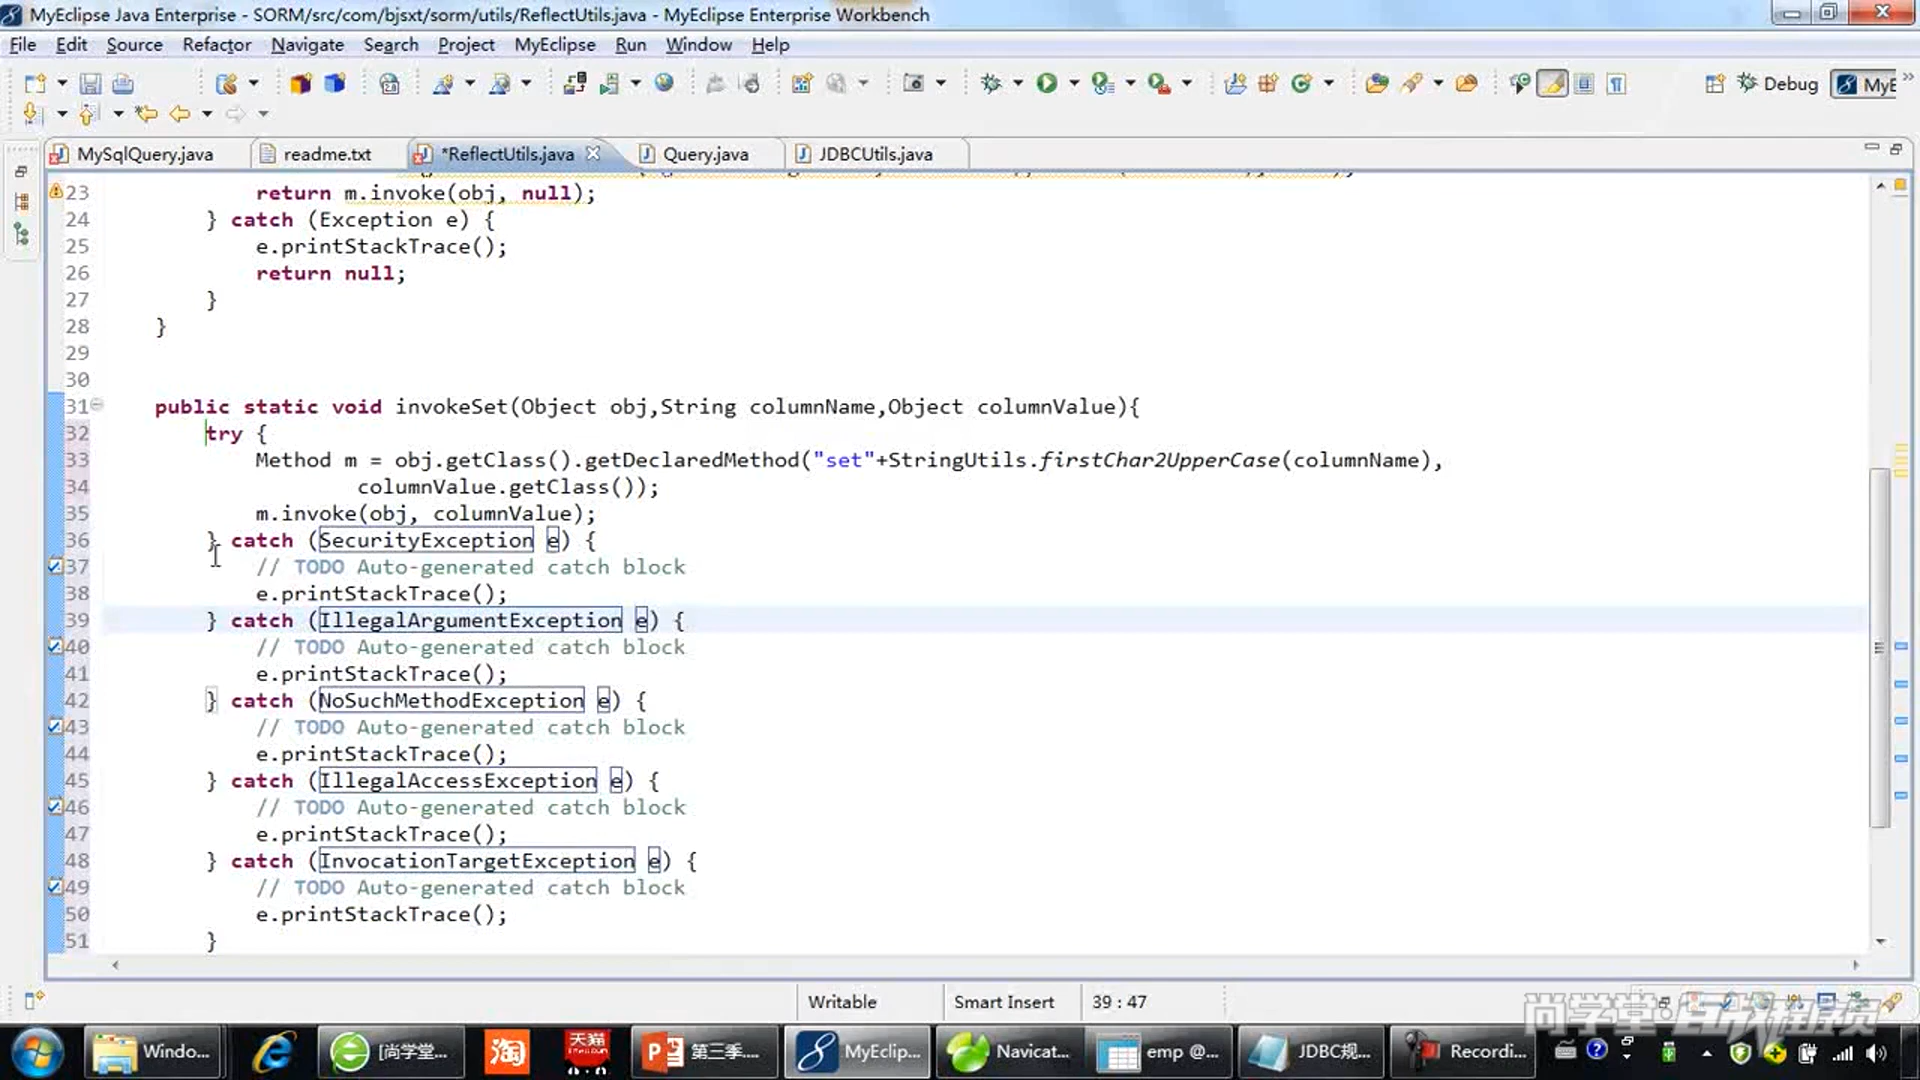 MyEclipse Java Enterprise - SORM/src/com/bjsxt/sorm/utils/ReflectUtils.java - MyEclipse Enterprise Workbench
File Edit Source Refactor Navigate Search Project MyEclipse Run Window Help
Debug MyE
MySqlQuery.java readme.txt *ReflectUtils.java Query.java JDBCUtils.java
23 return m.invoke(obj, null);
24 } catch (Exception e) {
25 e.printStackTrace();
26 return null;
27 }
28 }
29
30
31 public static void invokeSet(Object obj,String columnName,Object columnValue){
32 try {
33 Method m = obj.getClass().getDeclaredMethod("set"+StringUtils.firstChar2UpperCase(columnName),
34 columnValue.getClass());
35 m.invoke(obj, columnValue);
36 } catch (SecurityException e) {
37 // TODO Auto-generated catch block
38 e.printStackTrace();
39 } catch (IllegalArgumentException e) {
40 // TODO Auto-generated catch block
41 e.printStackTrace();
42 } catch (NoSuchMethodException e) {
43 // TODO Auto-generated catch block
44 e.printStackTrace();
45 } catch (IllegalAccessException e) {
46 // TODO Auto-generated catch block
47 e.printStackTrace();
48 } catch (InvocationTargetException e) {
49 // TODO Auto-generated catch block
50 e.printStackTrace();
51 }
Writable Smart Insert 39 : 47
尚学堂·百战程序员
Windo... [尚学堂... 淘 天猫 第三季.... MyEclip... Navicat... emp @... JDBC规... Recordi...